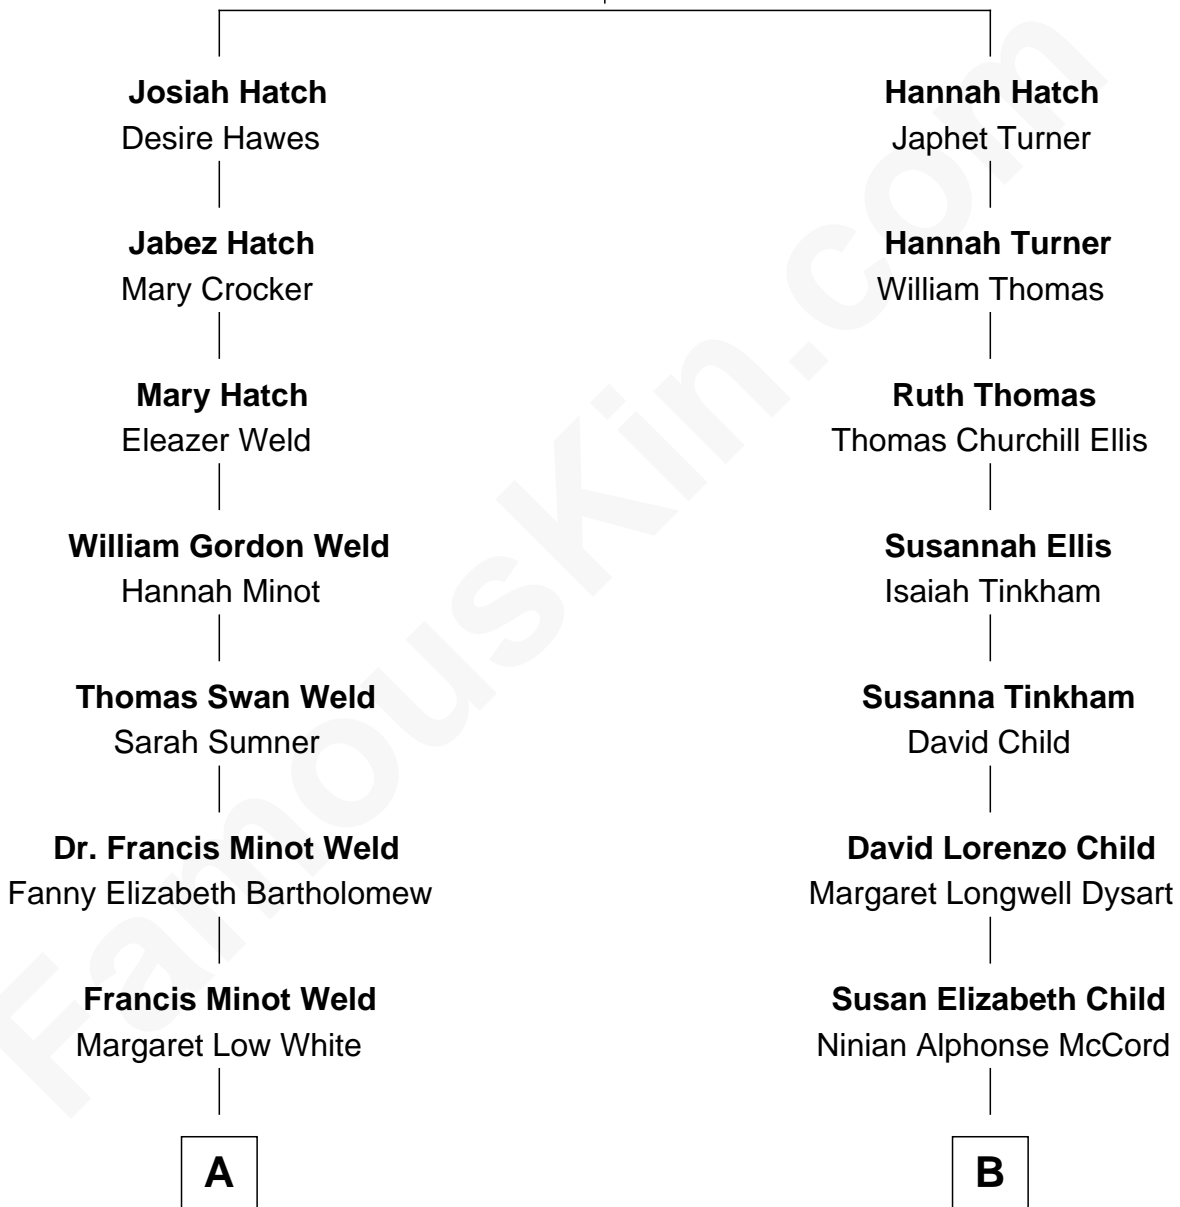 Josiah Hatch
Desire Hawes
Hannah Hatch
Japhet Turner
Jabez Hatch
Mary Crocker
Hannah Turner
William Thomas
Mary Hatch
Eleazer Weld
Ruth Thomas
Thomas Churchill Ellis
William Gordon Weld
Hannah Minot
Susannah Ellis
Isaiah Tinkham
Thomas Swan Weld
Sarah Sumner
Susanna Tinkham
David Child
Dr. Francis Minot Weld
Fanny Elizabeth Bartholomew
David Lorenzo Child
Margaret Longwell Dysart
Francis Minot Weld
Margaret Low White
Susan Elizabeth Child
Ninian Alphonse McCord
A
B
FamousKin.com